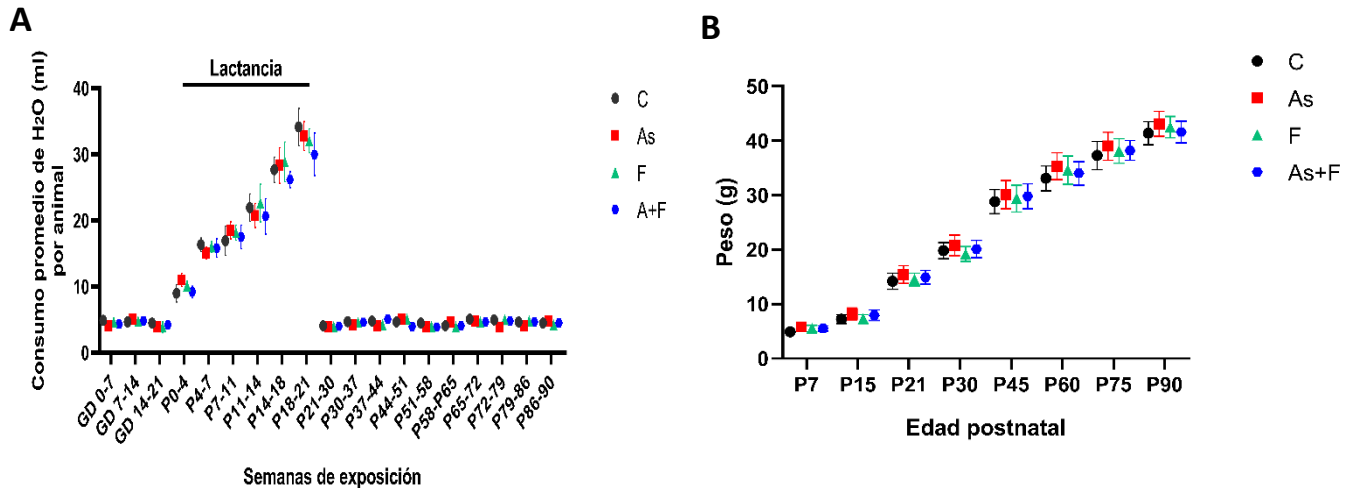 A
Consumo promedio de H₂O (ml)
por animal
Lactancia
40
30
20
10
0
GD 0-7
GD 7-14
GD 14-21
P0-4
P4-7
P7-11
P11-14
P14-18
P18-21
P21-30
P30-37
P37-44
P44-51
P51-58
P58-P65
P65-72
P72-79
P79-86
P86-90
Semanas de exposición
C
As
F
A+F
B
Peso (g)
50
40
30
20
10
0
P7 P15 P21 P30 P45 P60 P75 P90
Edad postnatal
C
As
F
As+F